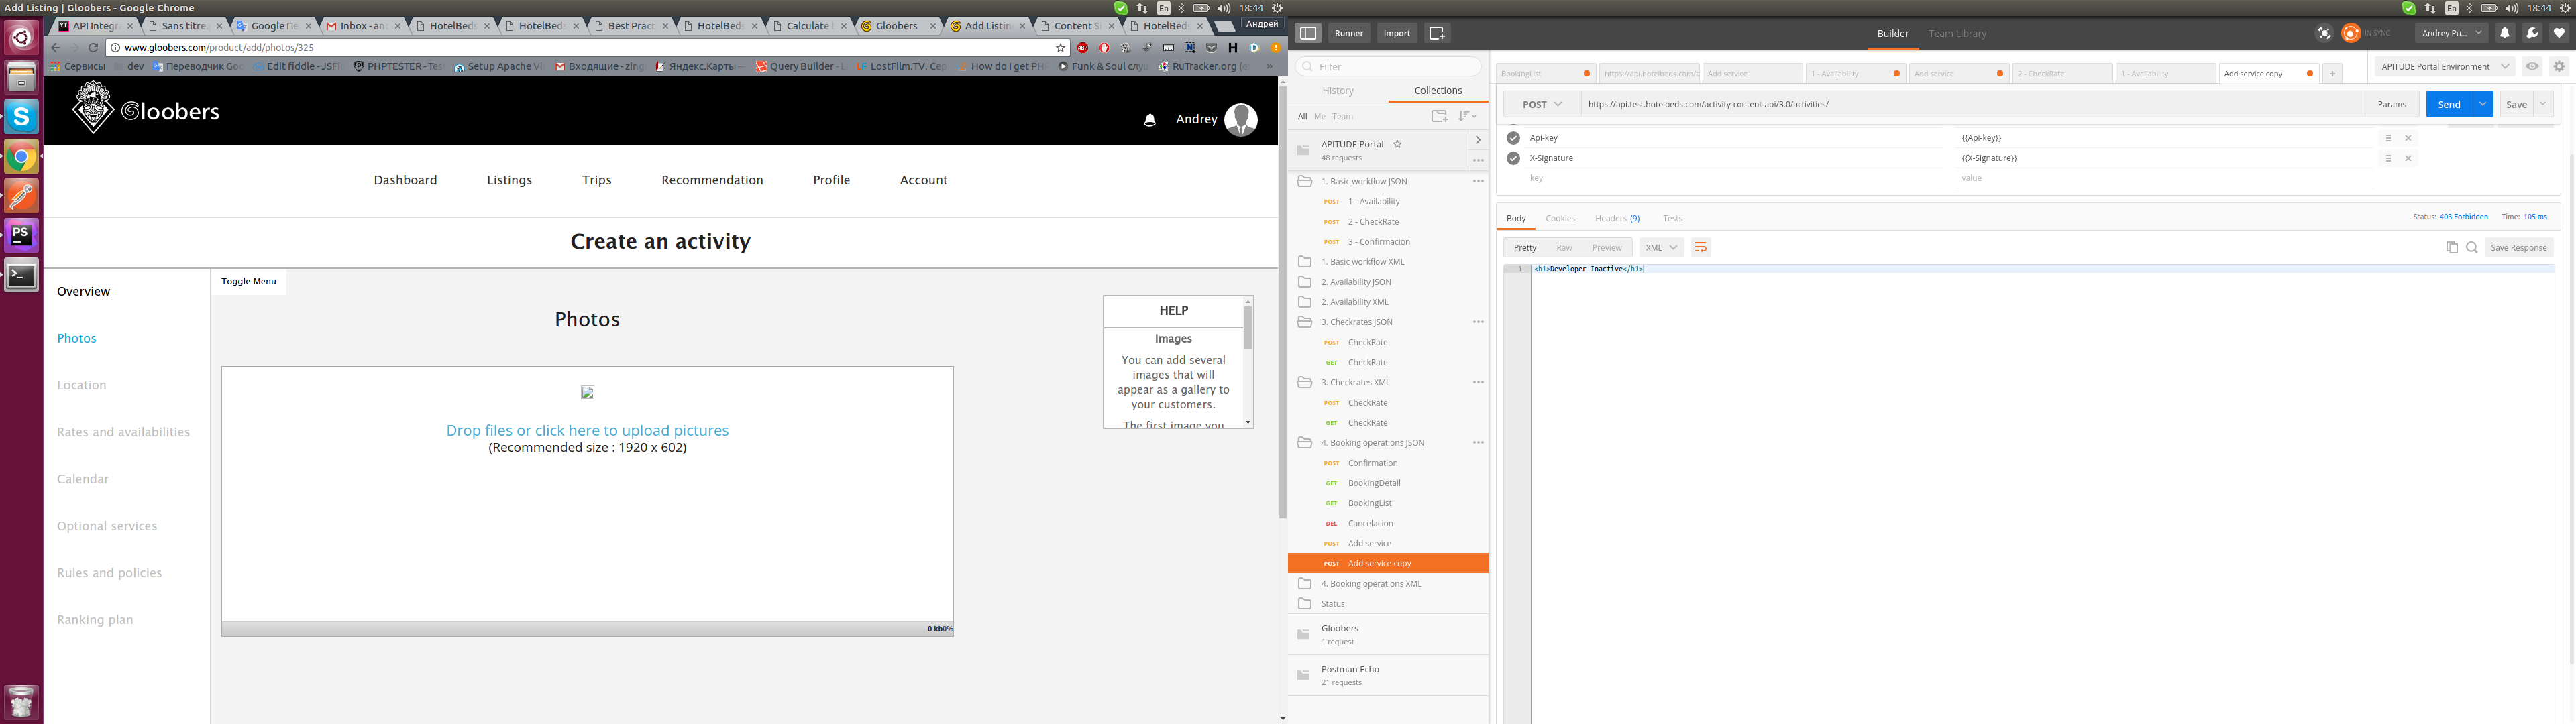 Add Listing | Gloobers - Google Chrome
En
18:44
En
18:44
API Integra
Sans titre.
Google Пе
Inbox - an
HotelBeds
HotelBeds
Best Pract
HotelBeds
Calculate
Gloobers
Add Listin
Content S
HotelBeds
Андрей
www.gloobers.com/product/add/photos/325
Сервисы
dev
Переводчик Goo
Edit fiddle - JSFi
PHPTESTER - Tes
Setup Apache Vi
Входящие - zing
Яндекс.Карты —
Query Builder - L
LostFilm.TV. Сер
How do I get PH
Funk & Soul слу
RuTracker.org (e
»
Gloobers
Andrey
Dashboard
Listings
Trips
Recommendation
Profile
Account
Create an activity
Overview
Photos
Location
Rates and availabilities
Calendar
Optional services
Rules and policies
Ranking plan
Toggle Menu
Photos
Drop files or click here to upload pictures
(Recommended size : 1920 x 602)
0 kb0%
HELP
Images
You can add several
images that will
appear as a gallery to
your customers.
The first image you
Runner
Import
Builder
Team Library
IN SYNC
Andrey Pu...
Filter
History
Collections
All
Me
Team
APITUDE Portal
48 requests
1. Basic workflow JSON
POST 1 - Availability
POST 2 - CheckRate
POST 3 - Confirmacion
1. Basic workflow XML
2. Availability JSON
2. Availability XML
3. Checkrates JSON
POST CheckRate
GET CheckRate
3. Checkrates XML
POST CheckRate
GET CheckRate
4. Booking operations JSON
POST Confirmation
GET BookingDetail
GET BookingList
DEL Cancelacion
POST Add service
POST Add service copy
4. Booking operations XML
Status
Gloobers
1 request
Postman Echo
21 requests
BookingList
https://api.hotelbeds.com/a
Add service
1 - Availability
Add service
2 - CheckRate
1 - Availability
Add service copy
+
APITUDE Portal Environment
POST
https://api.test.hotelbeds.com/activity-content-api/3.0/activities/
Params
Send
Save
Api-key
{{Api-key}}
X-Signature
{{X-Signature}}
key
value
Body
Cookies
Headers (9)
Tests
Status: 403 Forbidden
Time: 105 ms
Pretty
Raw
Preview
XML
Save Response
1 <h1>Developer Inactive</h1>